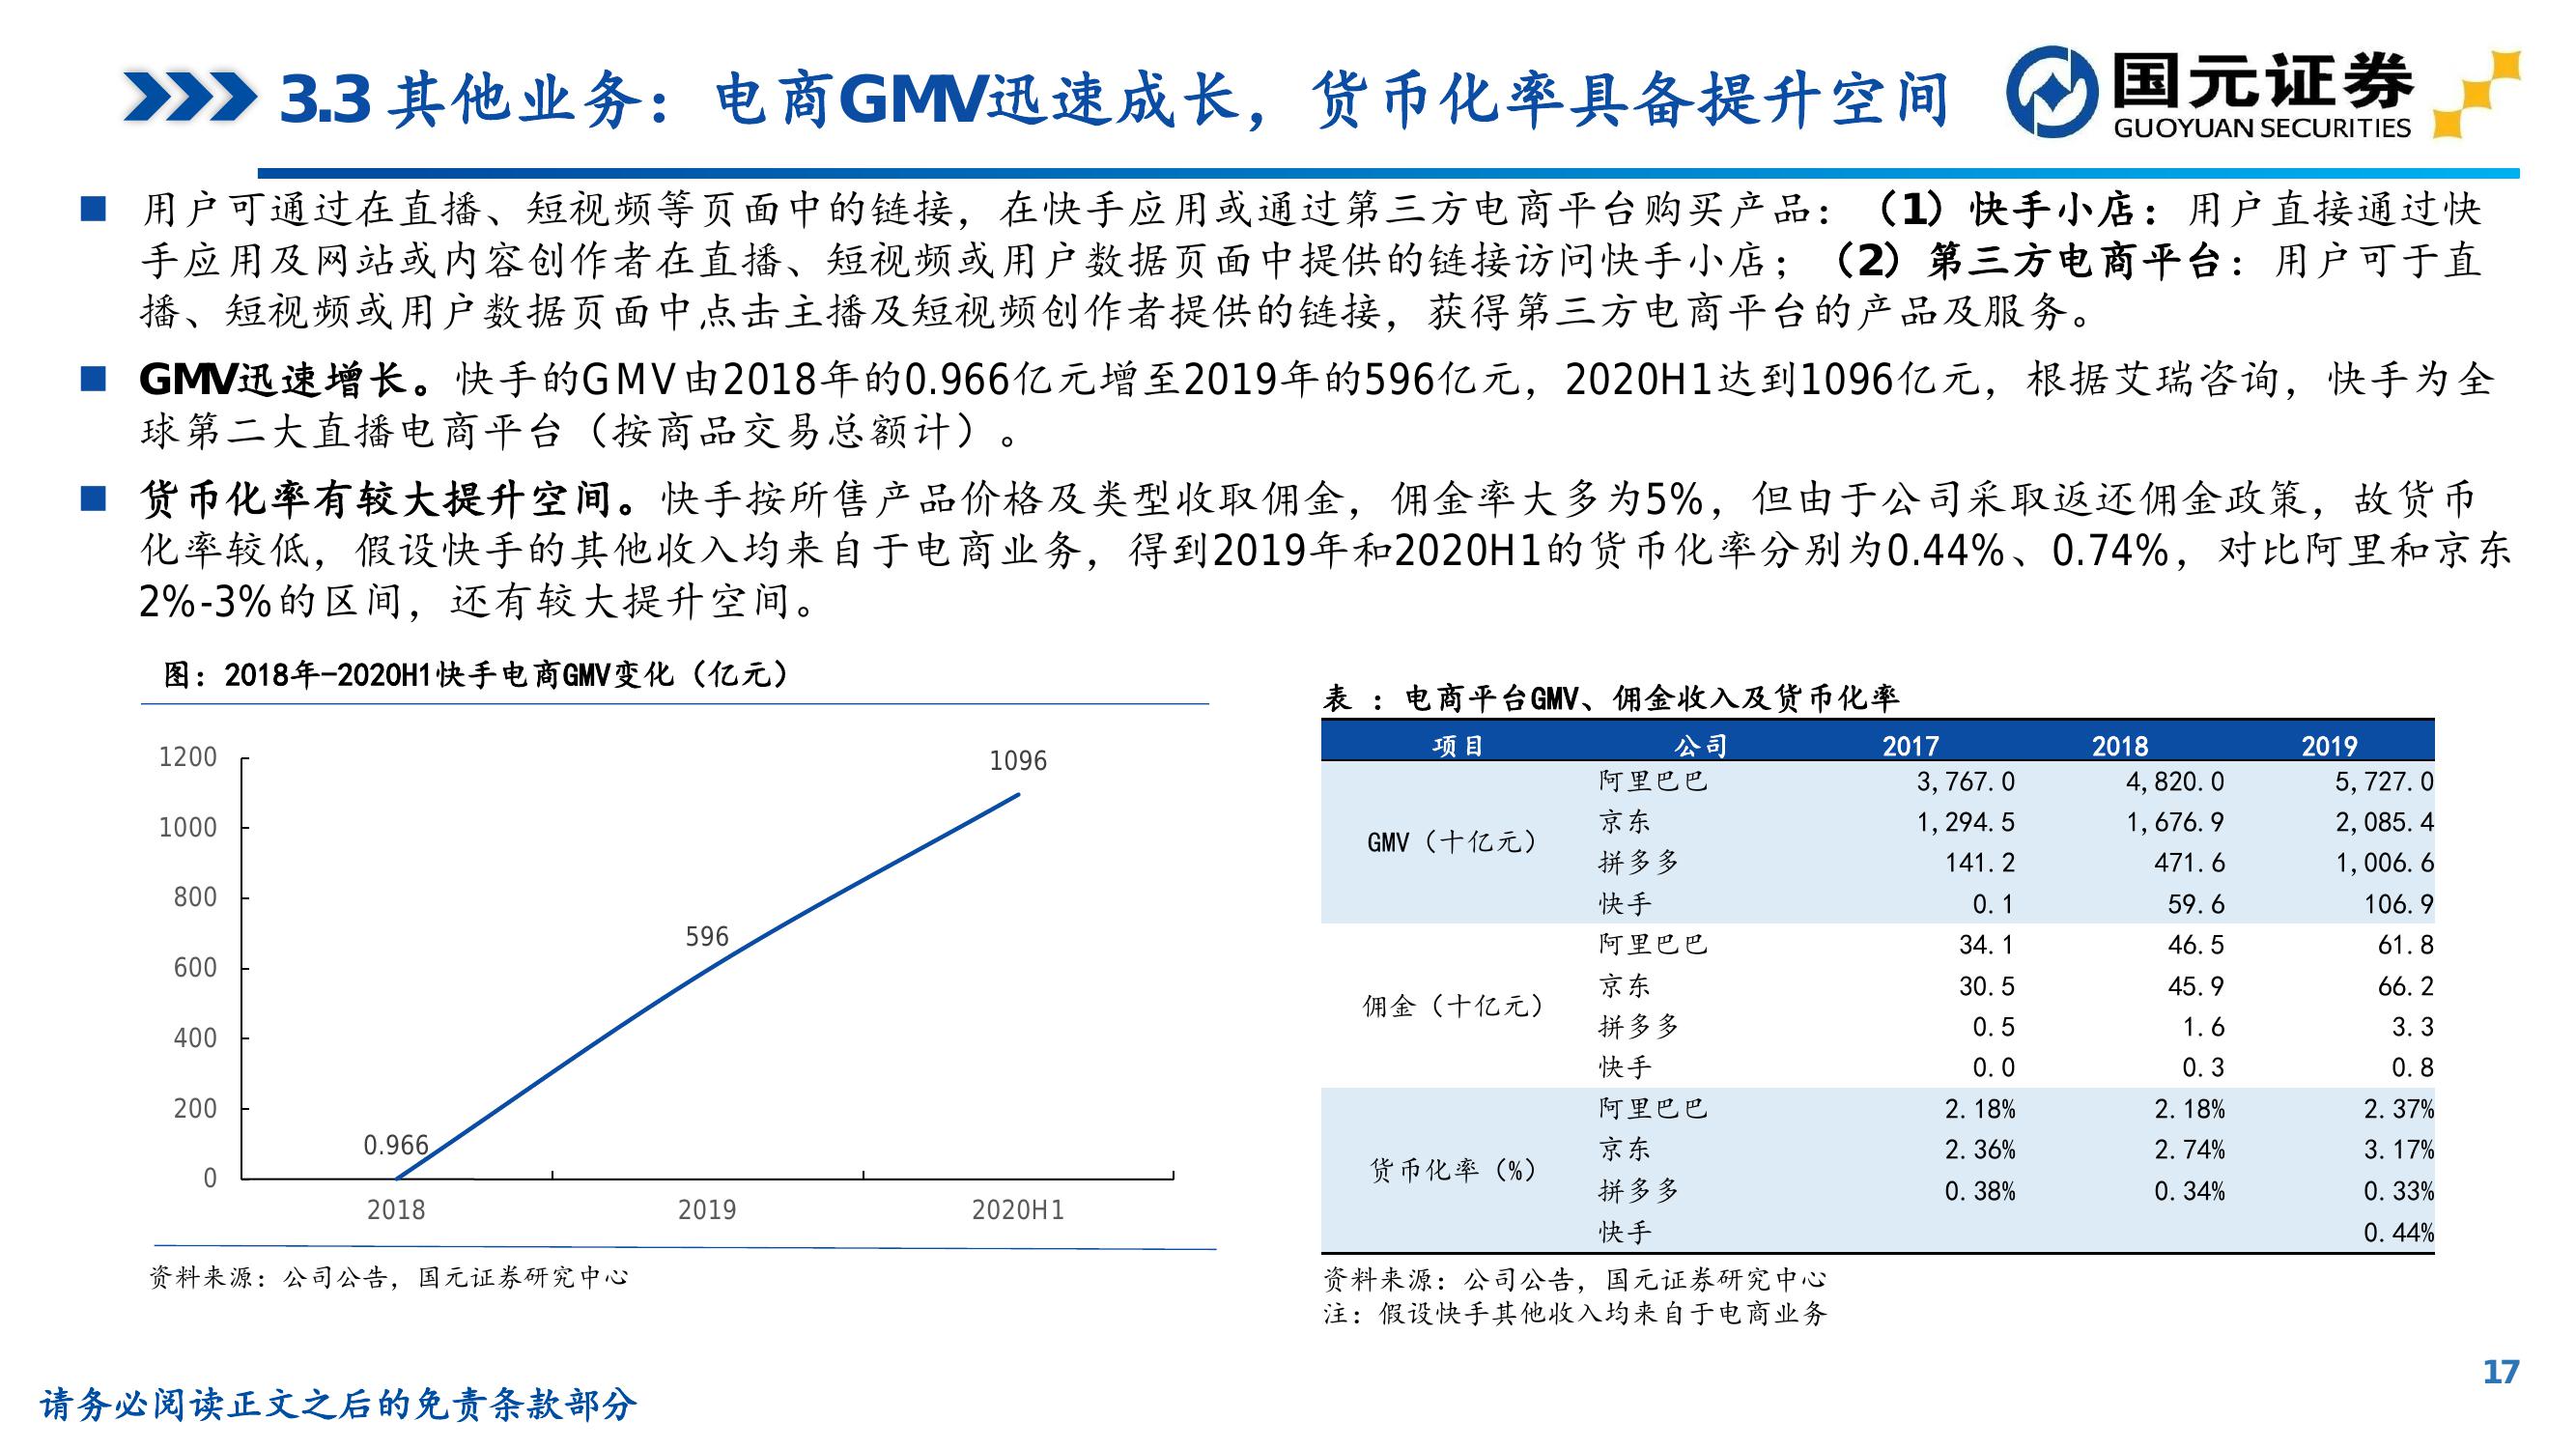 3.3 其他业务：电商GMV迅速成长，货币化率具备提升空间
国元证券
GUOYUAN SECURITIES
用户可通过在直播、短视频等页面中的链接，在快手应用或通过第三方电商平台购买产品：（1）快手小店：用户直接通过快
手应用及网站或内容创作者在直播、短视频或用户数据页面中提供的链接访问快手小店；（2）第三方电商平台：用户可于直
播、短视频或用户数据页面中点击主播及短视频创作者提供的链接，获得第三方电商平台的产品及服务。
GMV迅速增长。快手的GMV由2018年的0.966亿元增至2019年的596亿元，2020H1达到1096亿元，根据艾瑞咨询，快手为全
球第二大直播电商平台（按商品交易总额计）。
货币化率有较大提升空间。快手按所售产品价格及类型收取佣金，佣金率大多为5%，但由于公司采取返还佣金政策，故货币
化率较低，假设快手的其他收入均来自于电商业务，得到2019年和2020H1的货币化率分别为0.44%、0.74%，对比阿里和京东
2%-3%的区间，还有较大提升空间。
图：2018年-2020H1快手电商GMV变化（亿元）
1200
1000
800
600
400
200
0
0.966
596
1096
2018 2019 2020H1
资料来源：公司公告，国元证券研究中心
表 ：电商平台GMV、佣金收入及货币化率
项目 公司 2017 2018 2019
GMV（十亿元）
阿里巴巴 3,767.0 4,820.0 5,727.0
京东 1,294.5 1,676.9 2,085.4
拼多多 141.2 471.6 1,006.6
快手 0.1 59.6 106.9
佣金（十亿元）
阿里巴巴 34.1 46.5 61.8
京东 30.5 45.9 66.2
拼多多 0.5 1.6 3.3
快手 0.0 0.3 0.8
货币化率（%）
阿里巴巴 2.18% 2.18% 2.37%
京东 2.36% 2.74% 3.17%
拼多多 0.38% 0.34% 0.33%
快手 0.44%
资料来源：公司公告，国元证券研究中心
注：假设快手其他收入均来自于电商业务
请务必阅读正文之后的免责条款部分
17